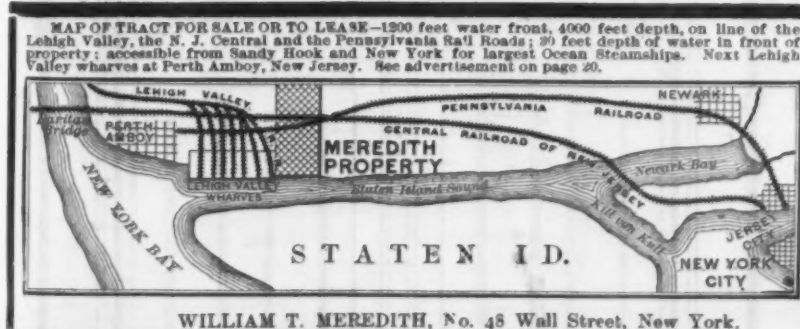 MAP OF TRACT FOR SALE OR TO LEASE—1200 feet water front, 4000 feet depth, on line of the
Lehigh Valley, the N. J. Central and the Pennsylvania Rail Roads; 30 feet depth of water in front of
property; accessible from Sandy Hook and New York for largest Ocean Steamships. Next Lehigh
Valley wharves at Perth Amboy, New Jersey. See advertisement on page 20.
LEHIGH VALLEY R. R.
PENNSYLVANIA RAILROAD
NEWARK
Raritan
Bridge
PERTH
AMBOY
CENTRAL RAILROAD OF NEW JERSEY
MEREDITH
PROPERTY
Newark Bay
LEHIGH VALLEY
WHARVES
Staten Island Sound
NEW YORK BAY
Kill von Kull
JERSEY
CITY
STATEN ID.
NEW YORK
CITY
WILLIAM T. MEREDITH, No. 48 Wall Street, New York.